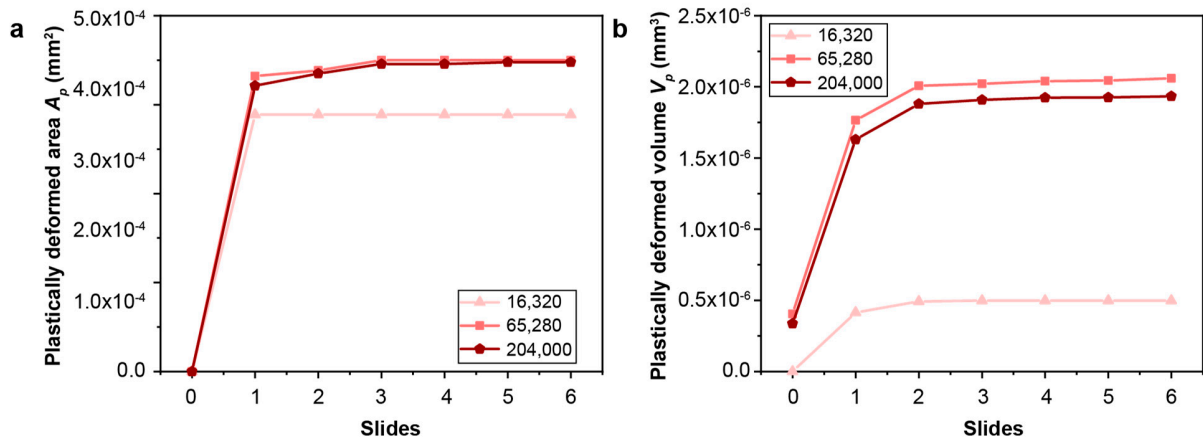 a
Plastically deformed area Aₚ (mm²)
5.0x10⁻⁴
4.0x10⁻⁴
3.0x10⁻⁴
2.0x10⁻⁴
1.0x10⁻⁴
0.0
16,320
65,280
204,000
0 1 2 3 4 5 6
Slides
b
Plastically deformed volume Vₚ (mm³)
2.5x10⁻⁶
2.0x10⁻⁶
1.5x10⁻⁶
1.0x10⁻⁶
0.5x10⁻⁶
0.0
16,320
65,280
204,000
0 1 2 3 4 5 6
Slides